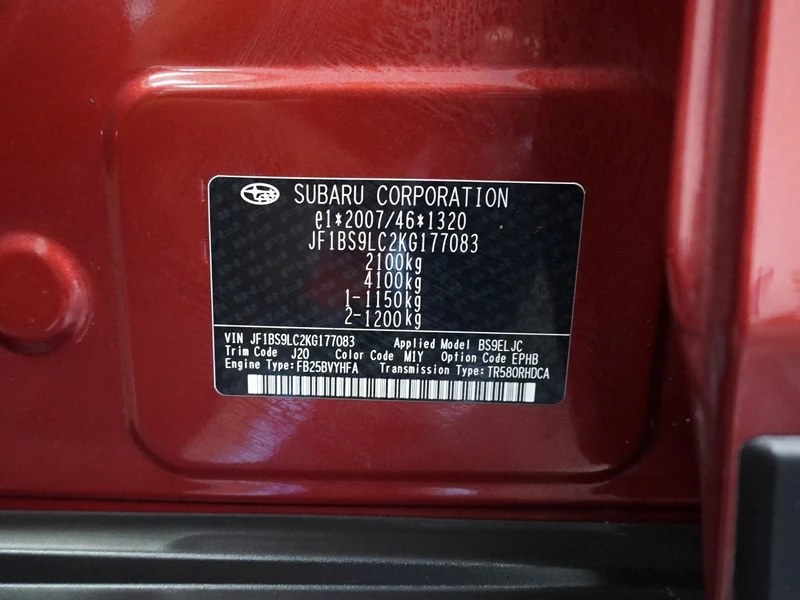 SUBARU CORPORATION
e1*2007/46*1320
JF1BS9LC2KG177083
2100kg
4100kg
1-1150kg
2-1200kg
VIN JF1BS9LC2KG177083 Applied Model BS9ELJC
Trim Code J20 Color Code M1Y Option Code EPHB
Engine Type:FB25BVYHFA Transmission Type:TR580RHDCA